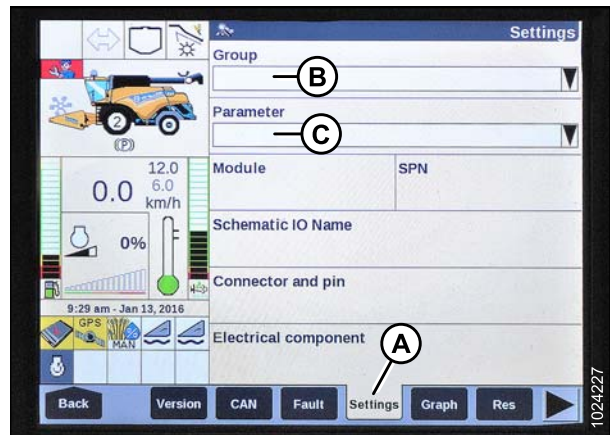 Settings
Group
B
Parameter
C
2
(P)
12.0
6.0
0.0
km/h
Module
SPN
Schematic IO Name
0%
E
Connector and pin
9:29 am - Jan 13, 2016
GPS
%
MAN
Electrical component
A
Back
Version
CAN
Fault
Settings
Graph
Res
1024227